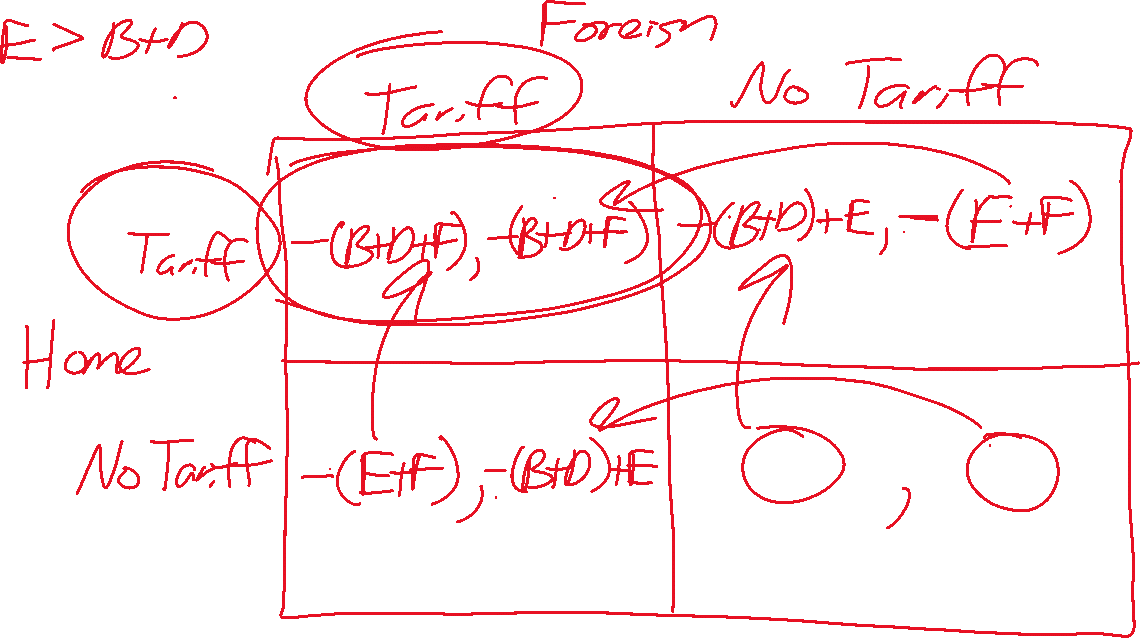 E > B+D
Foreign
Tariff No Tariff
Tariff -(B+D+F), -(B+D+F) -(B+D)+E, -(E+F)
Home
No Tariff -(E+F), -(B+D)+E 0 , 0